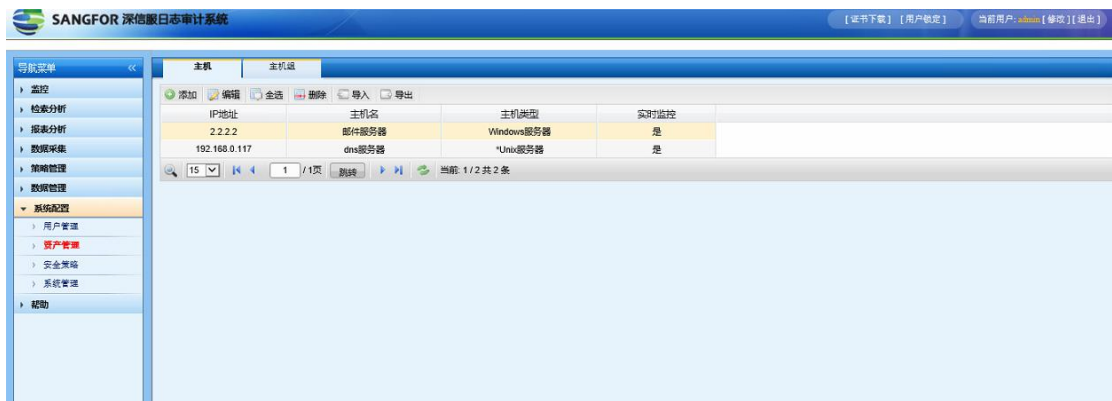 SANGFOR 深信服日志审计系统
[证书下载] [用户锁定] 当前用户:admin[修改][退出]
导航菜单 «
监控
检索分析
报表分析
数据采集
策略管理
数据管理
系统配置
用户管理
资产管理
安全策略
系统管理
帮助
主机 主机组
添加 编辑 全选 删除 导入 导出
IP地址 主机名 主机类型 实时监控
2.2.2.2 邮件服务器 Windows服务器 是
192.168.0.117 dns服务器 *Unix服务器 是
15 1 /1页 跳转 当前: 1 / 2 共 2 条